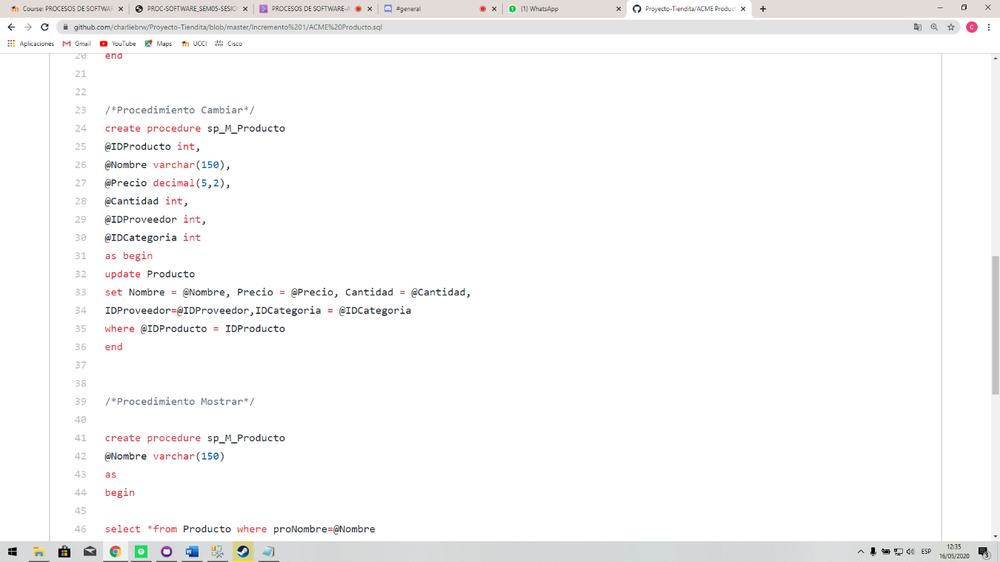 Course: PROCESOS DE SOFTWAR
PROC-SOFTWARE_SEM05-SESIO
PROCESOS DE SOFTWARE-A
#general
(1) WhatsApp
Proyecto-Tiendita/ACME Product
github.com/charliebrw/Proyecto-Tiendita/blob/master/Incremento%201/ACME%20Producto.sql
C
Aplicaciones
Gmail
YouTube
Maps
UCCI
Cisco
20 end
21
22
23 /*Procedimiento Cambiar*/
24 create procedure sp_M_Producto
25 @IDProducto int,
26 @Nombre varchar(150),
27 @Precio decimal(5,2),
28 @Cantidad int,
29 @IDProveedor int,
30 @IDCategoria int
31 as begin
32 update Producto
33 set Nombre = @Nombre, Precio = @Precio, Cantidad = @Cantidad,
34 IDProveedor=@IDProveedor,IDCategoria = @IDCategoria
35 where @IDProducto = IDProducto
36 end
37
38
39 /*Procedimiento Mostrar*/
40
41 create procedure sp_M_Producto
42 @Nombre varchar(150)
43 as
44 begin
45
46 select *from Producto where proNombre=@Nombre
ESP
12:35
16/05/2020
3